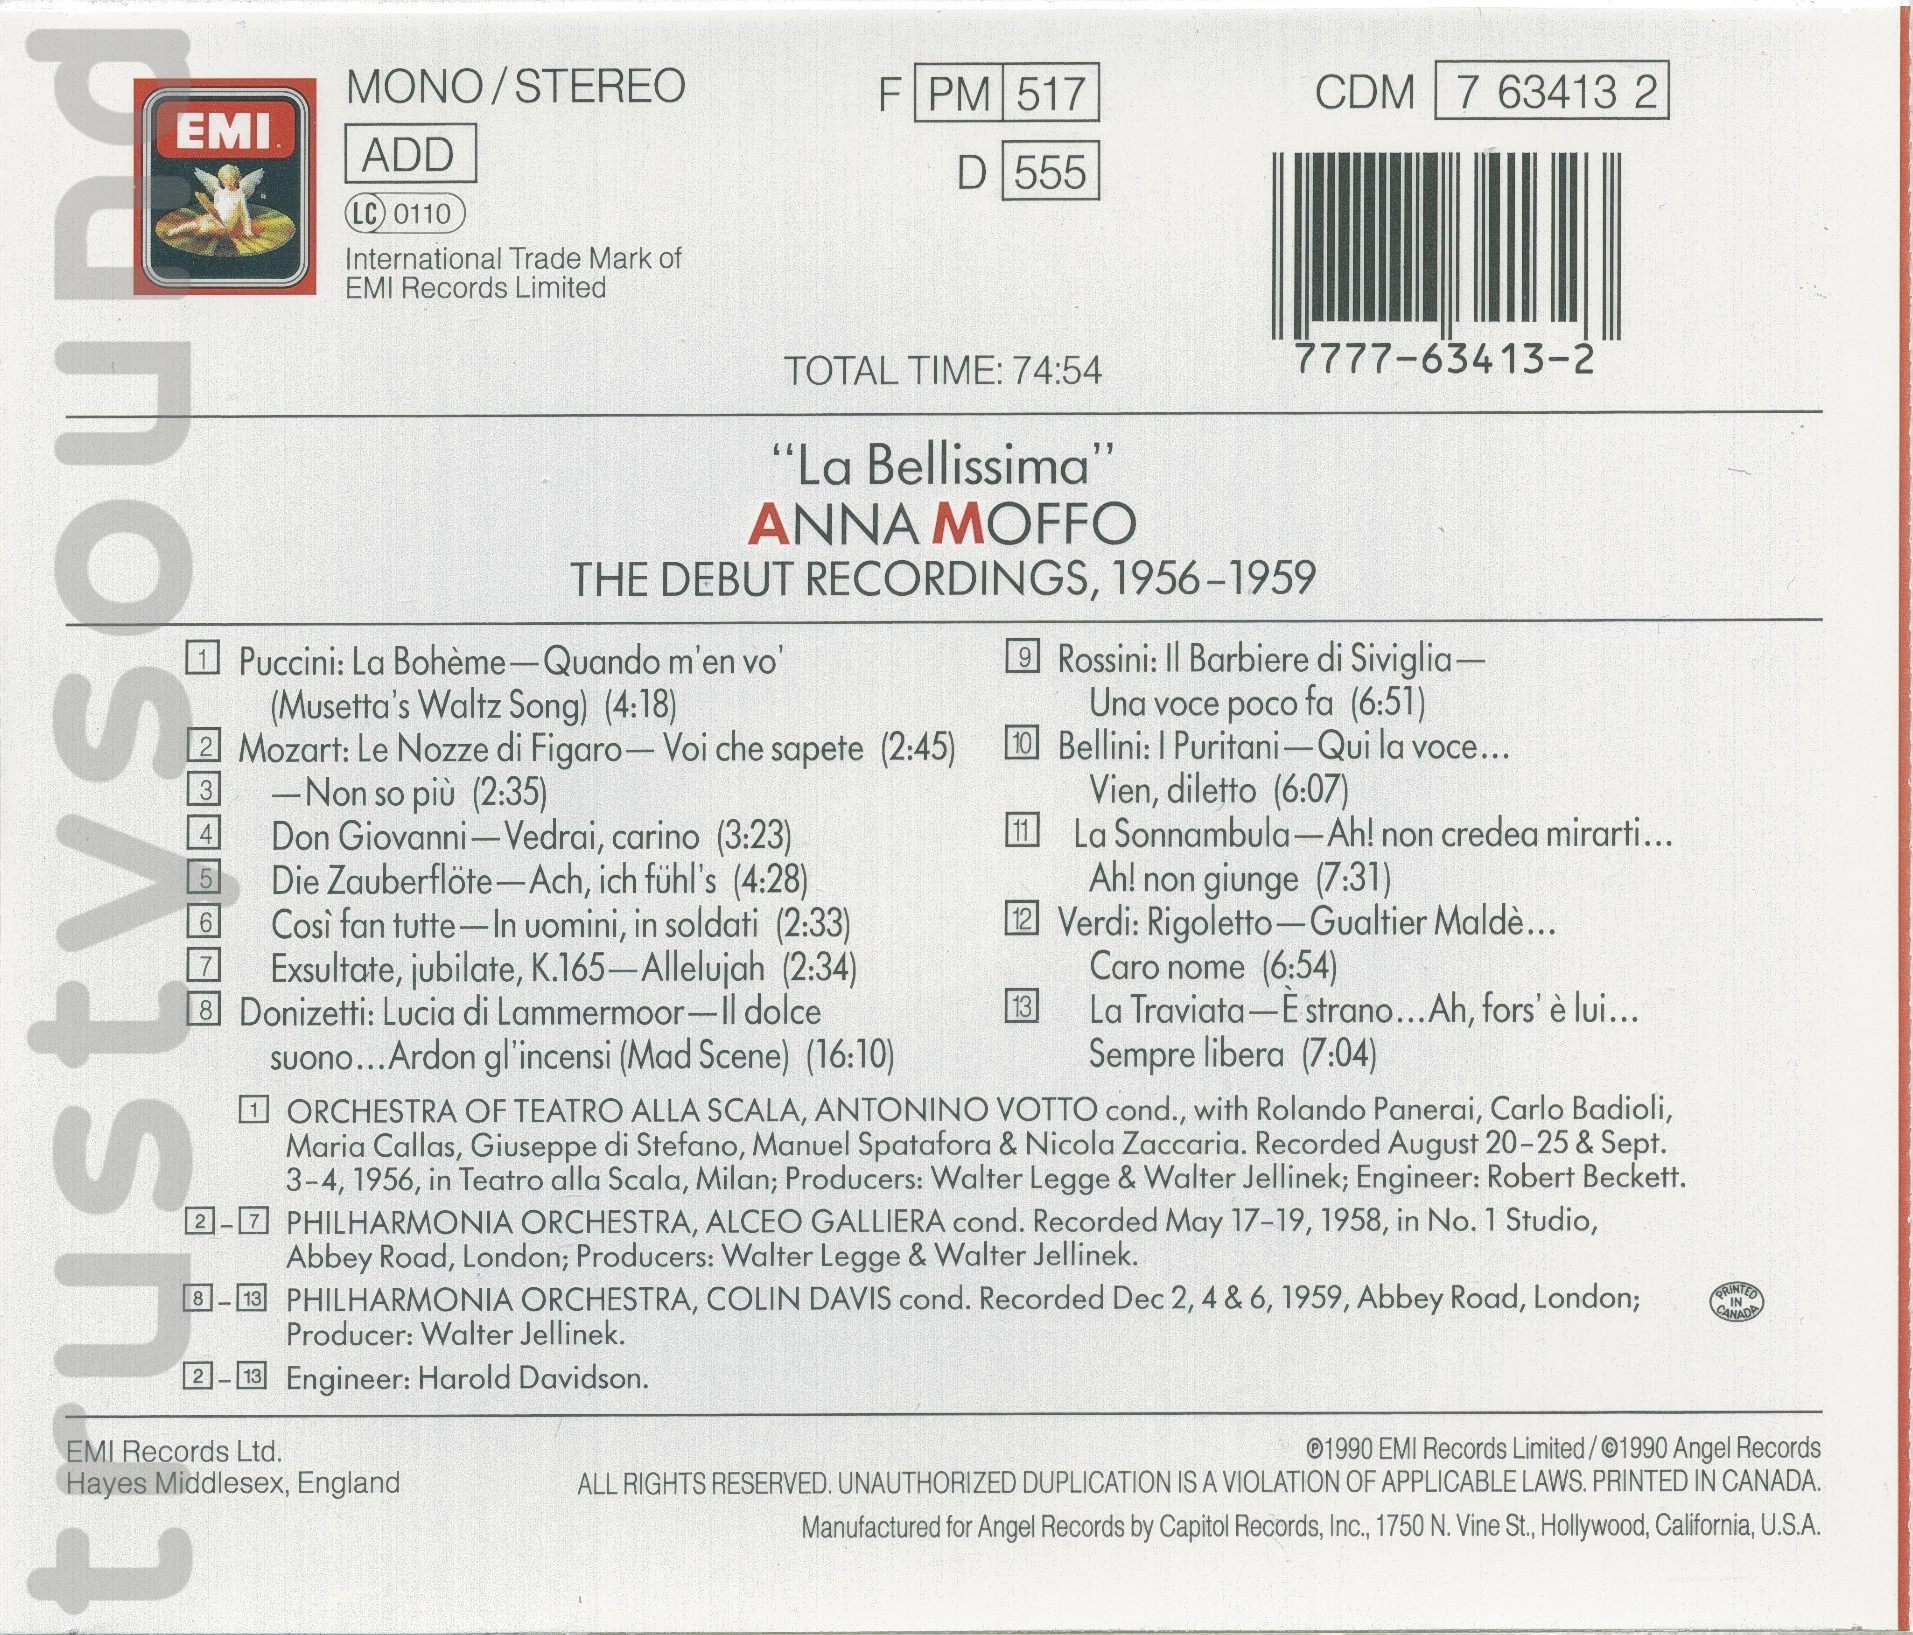 trustysound
EMI
MONO/STEREO
ADD
LC 0110
International Trade Mark of
EMI Records Limited
F PM 517
D 555
CDM 7 63413 2
7777-63413-2
TOTAL TIME: 74:54
“La Bellissima”
ANNA MOFFO
THE DEBUT RECORDINGS, 1956–1959
1 Puccini: La Bohème—Quando m'en vo'
(Musetta's Waltz Song) (4:18)
2 Mozart: Le Nozze di Figaro— Voi che sapete (2:45)
3 —Non so più (2:35)
4 Don Giovanni—Vedrai, carino (3:23)
5 Die Zauberflöte—Ach, ich fühl's (4:28)
6 Così fan tutte—In uomini, in soldati (2:33)
7 Exsultate, jubilate, K.165—Allelujah (2:34)
8 Donizetti: Lucia di Lammermoor—Il dolce
suono...Ardon gl'incensi (Mad Scene) (16:10)
9 Rossini: Il Barbiere di Siviglia—
Una voce poco fa (6:51)
10 Bellini: I Puritani—Qui la voce...
Vien, diletto (6:07)
11 La Sonnambula—Ah! non credea mirarti...
Ah! non giunge (7:31)
12 Verdi: Rigoletto—Gualtier Maldè...
Caro nome (6:54)
13 La Traviata—È strano...Ah, fors' è lui...
Sempre libera (7:04)
1 ORCHESTRA OF TEATRO ALLA SCALA, ANTONINO VOTTO cond., with Rolando Panerai, Carlo Badioli,
Maria Callas, Giuseppe di Stefano, Manuel Spatafora & Nicola Zaccaria. Recorded August 20–25 & Sept.
3–4, 1956, in Teatro alla Scala, Milan; Producers: Walter Legge & Walter Jellinek; Engineer: Robert Beckett.
2–7 PHILHARMONIA ORCHESTRA, ALCEO GALLIERA cond. Recorded May 17–19, 1958, in No. 1 Studio,
Abbey Road, London; Producers: Walter Legge & Walter Jellinek.
8–13 PHILHARMONIA ORCHESTRA, COLIN DAVIS cond. Recorded Dec 2, 4 & 6, 1959, Abbey Road, London;
Producer: Walter Jellinek.
PRINTED
IN
CANADA
2–13 Engineer: Harold Davidson.
EMI Records Ltd.
Hayes Middlesex, England
℗1990 EMI Records Limited/©1990 Angel Records
ALL RIGHTS RESERVED. UNAUTHORIZED DUPLICATION IS A VIOLATION OF APPLICABLE LAWS. PRINTED IN CANADA.
Manufactured for Angel Records by Capitol Records, Inc., 1750 N. Vine St., Hollywood, California, U.S.A.